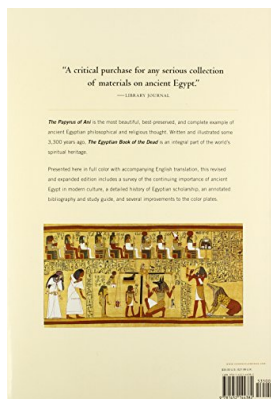 “A critical purchase for any serious collection
of materials on ancient Egypt.”
—LIBRARY JOURNAL
The Papyrus of Ani is the most beautiful, best-preserved, and complete example of
ancient Egyptian philosophical and religious thought. Written and illustrated some
3,300 years ago, The Egyptian Book of the Dead is an integral part of the world’s
spiritual heritage.
Presented here in full color with accompanying English translation, this revised
and expanded edition includes a survey of the continuing importance of ancient
Egypt in modern culture, a detailed history of Egyptian scholarship, an annotated
bibliography and study guide, and several improvements to the color plates.